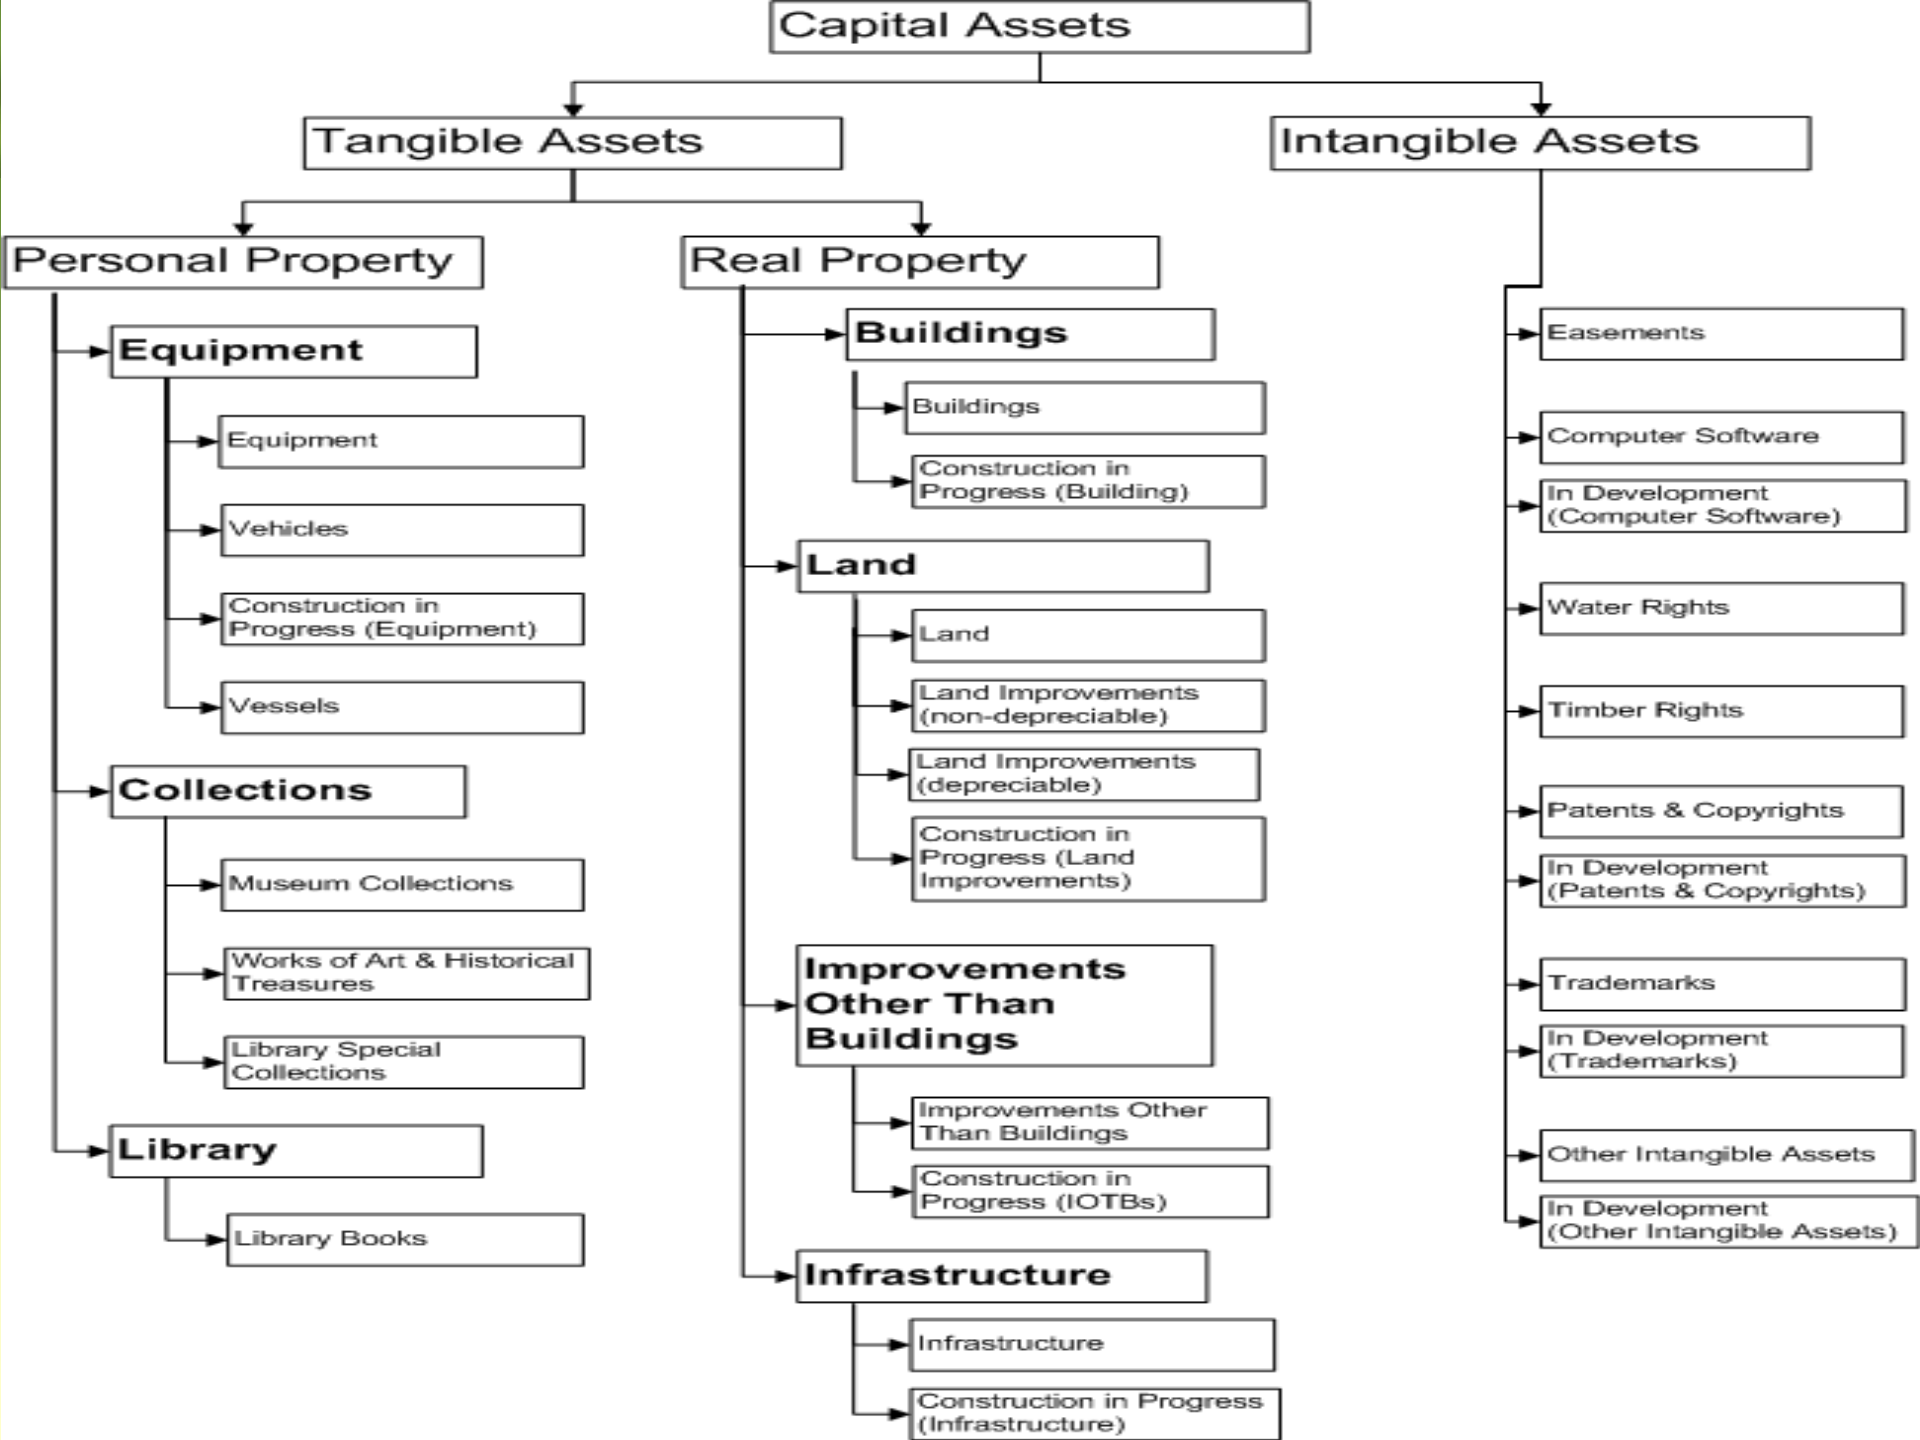 Capital Assets
Tangible Assets
Intangible Assets
Personal Property
Equipment
Equipment
Vehicles
Construction in
Progress (Equipment)
Vessels
Collections
Museum Collections
Works of Art & Historical
Treasures
Library Special
Collections
Library
Library Books
Real Property
Buildings
Buildings
Construction in
Progress (Building)
Land
Land
Land Improvements
(non-depreciable)
Land Improvements
(depreciable)
Construction in
Progress (Land
Improvements)
Improvements
Other Than
Buildings
Improvements Other
Than Buildings
Construction in
Progress (IOTBs)
Infrastructure
Infrastructure
Construction in Progress
(Infrastructure)
Easements
Computer Software
In Development
(Computer Software)
Water Rights
Timber Rights
Patents & Copyrights
In Development
(Patents & Copyrights)
Trademarks
In Development
(Trademarks)
Other Intangible Assets
In Development
(Other Intangible Assets)